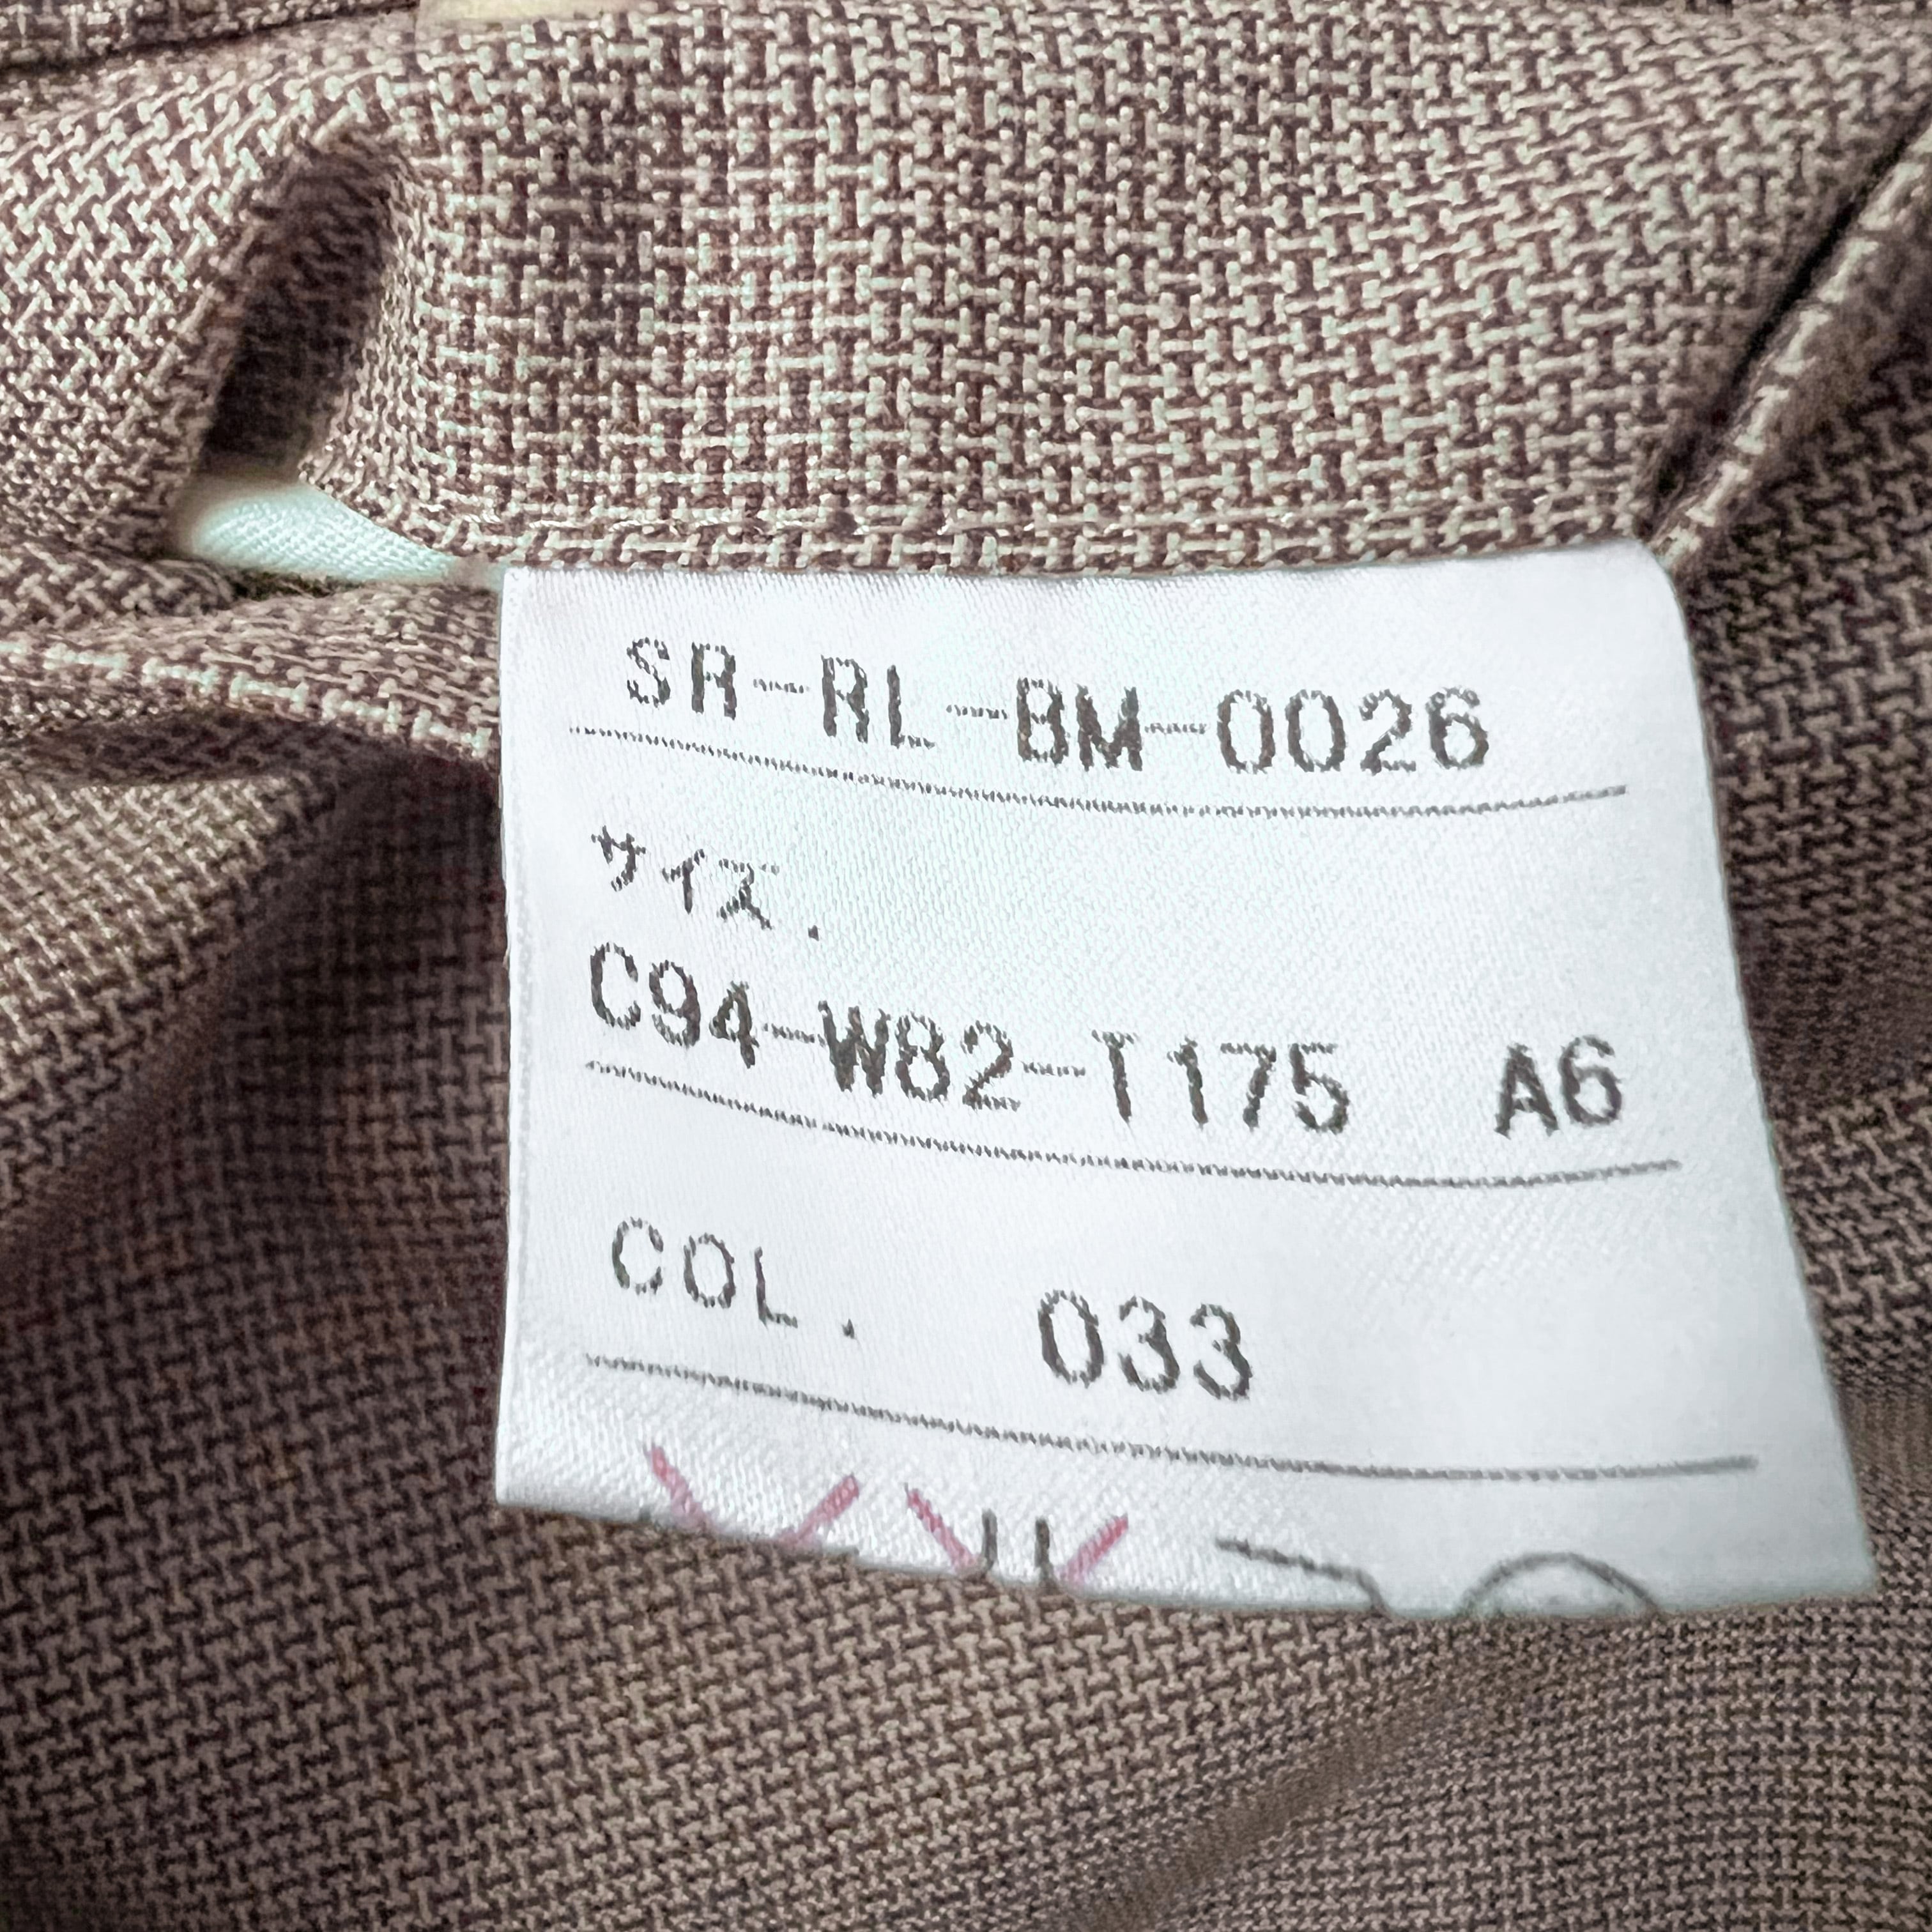 SR-RL-BM-0026
サイズ.
C94-W82-T175 A6
COL. 033